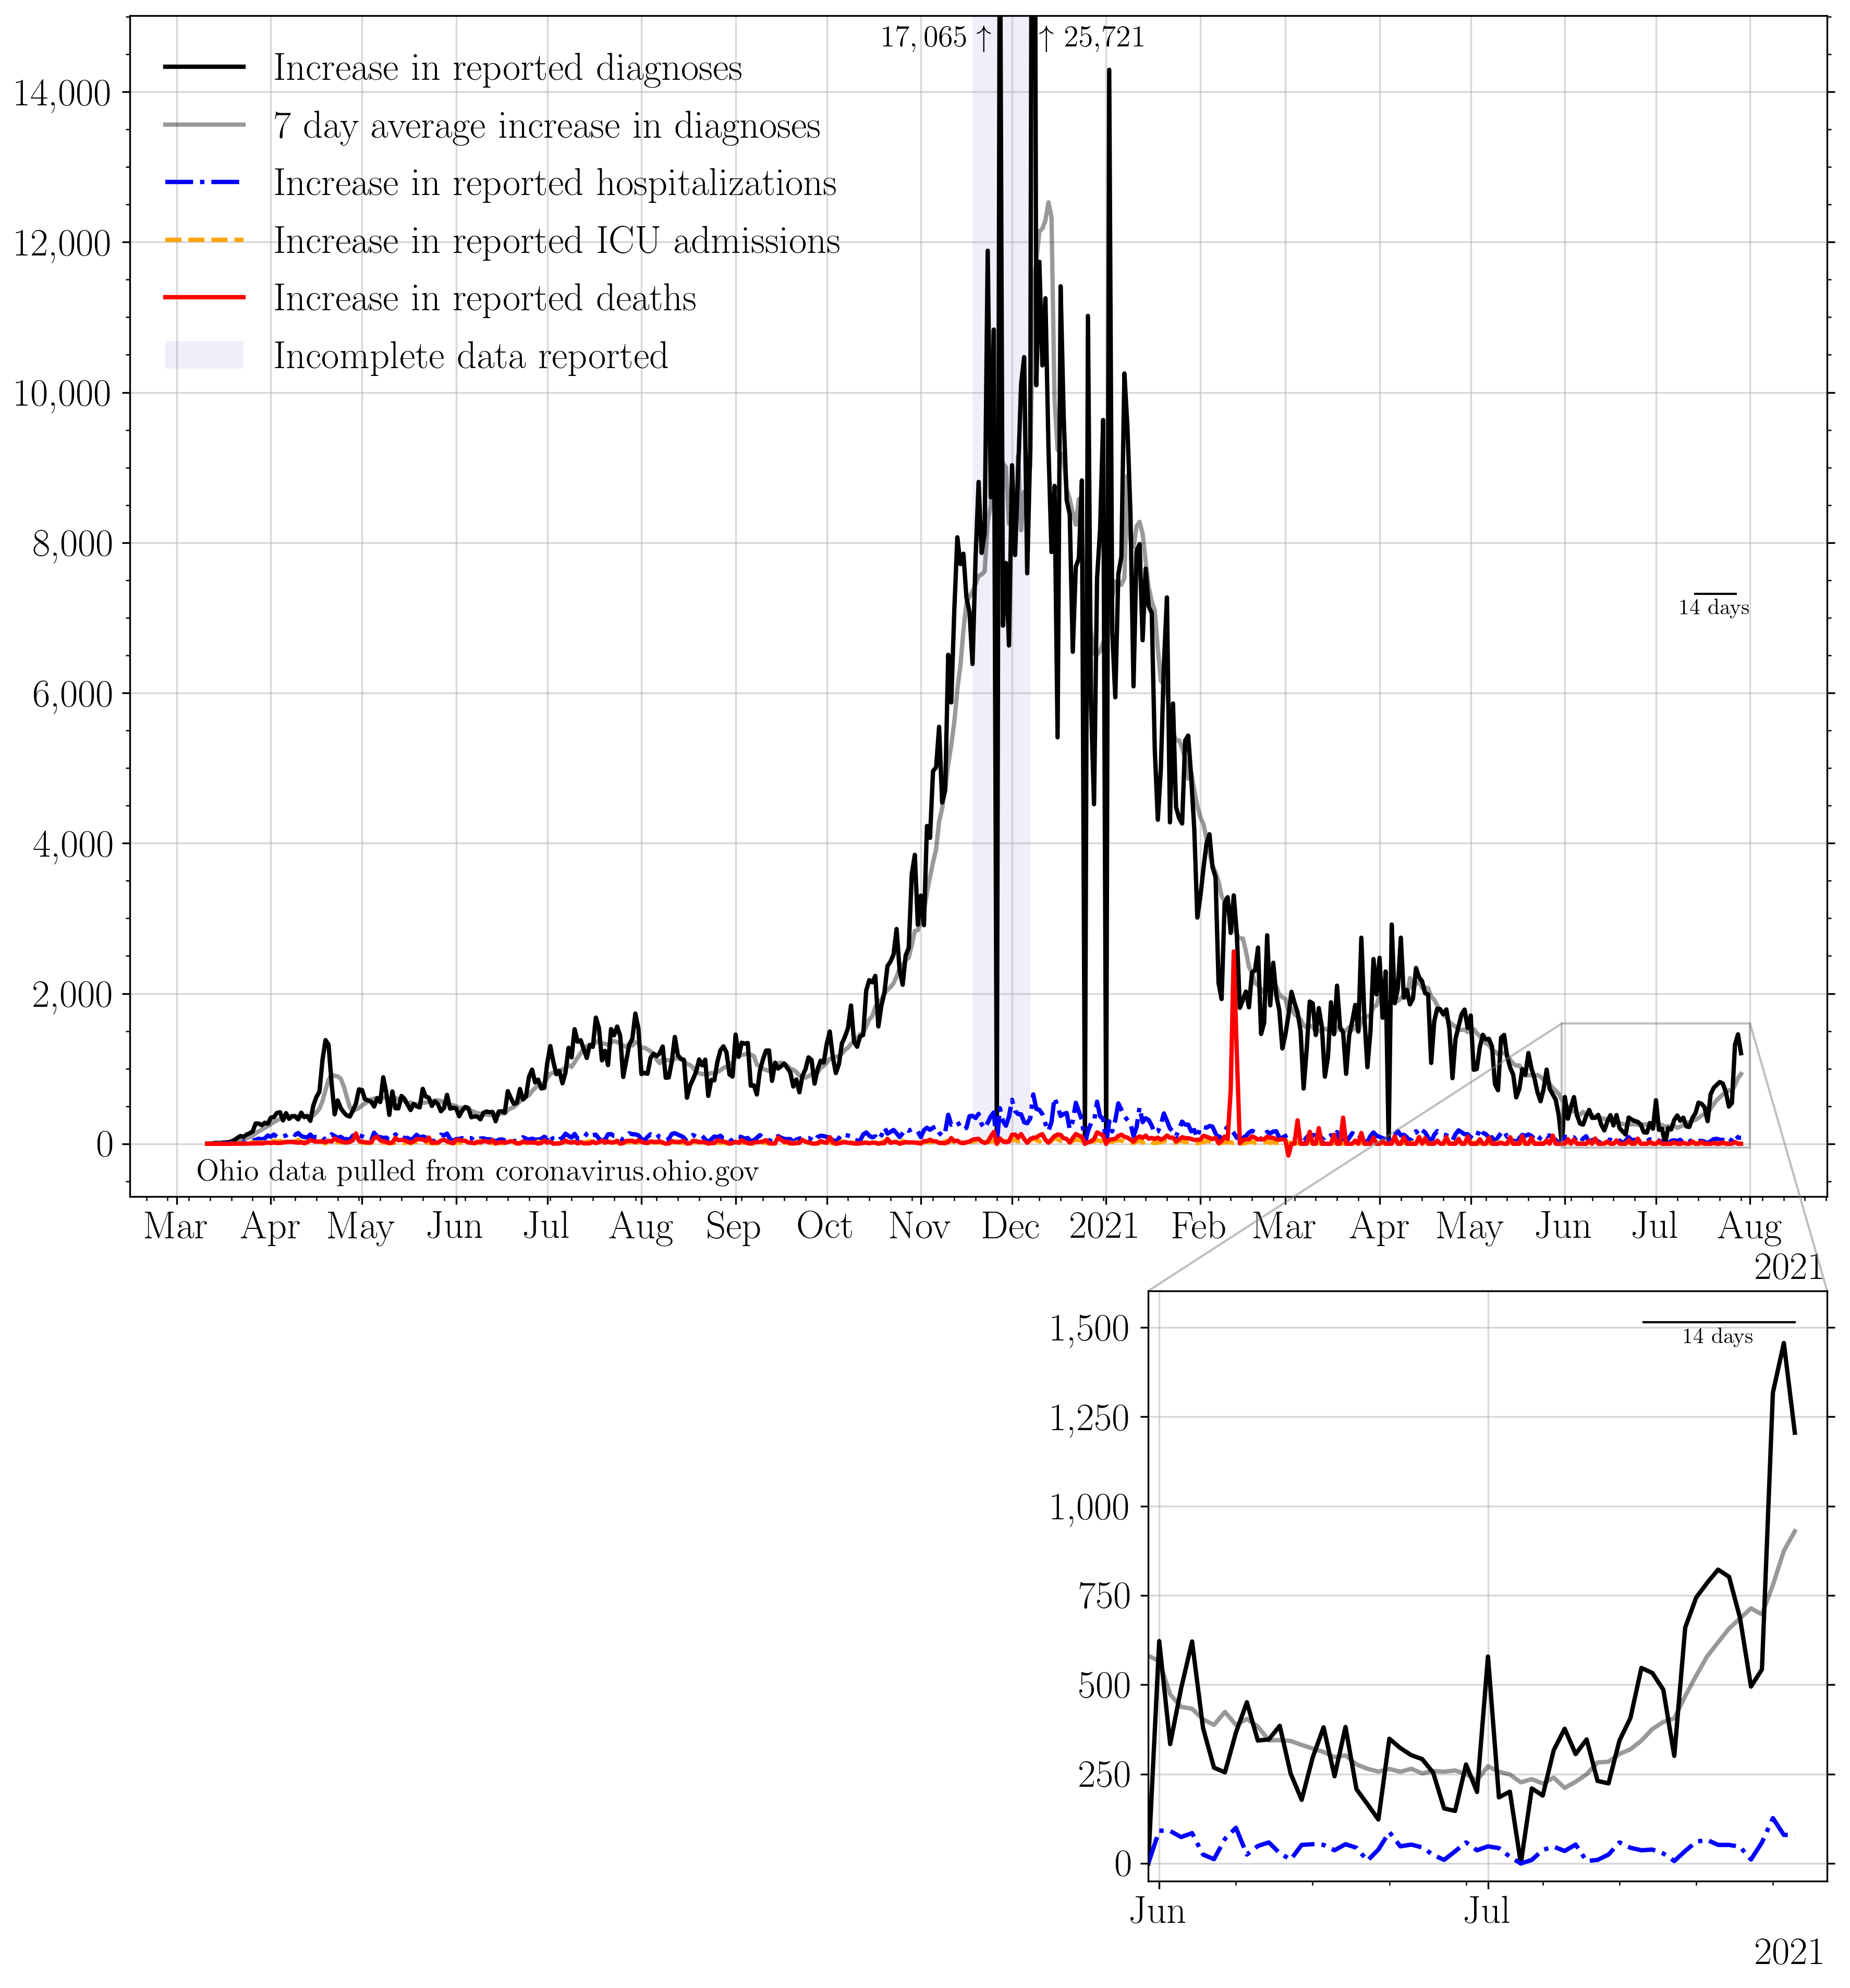 17, 065 ↑ ↑ 25,721
Increase in reported diagnoses
7 day average increase in diagnoses
Increase in reported hospitalizations
Increase in reported ICU admissions
Increase in reported deaths
Incomplete data reported
14,000
12,000
10,000
8,000
6,000
4,000
2,000
0
14 days
Ohio data pulled from coronavirus.ohio.gov
Mar Apr May Jun Jul Aug Sep Oct Nov Dec 2021 Feb Mar Apr May Jun Jul Aug
2021
1,500
1,250
1,000
750
500
250
0
14 days
Jun Jul
2021